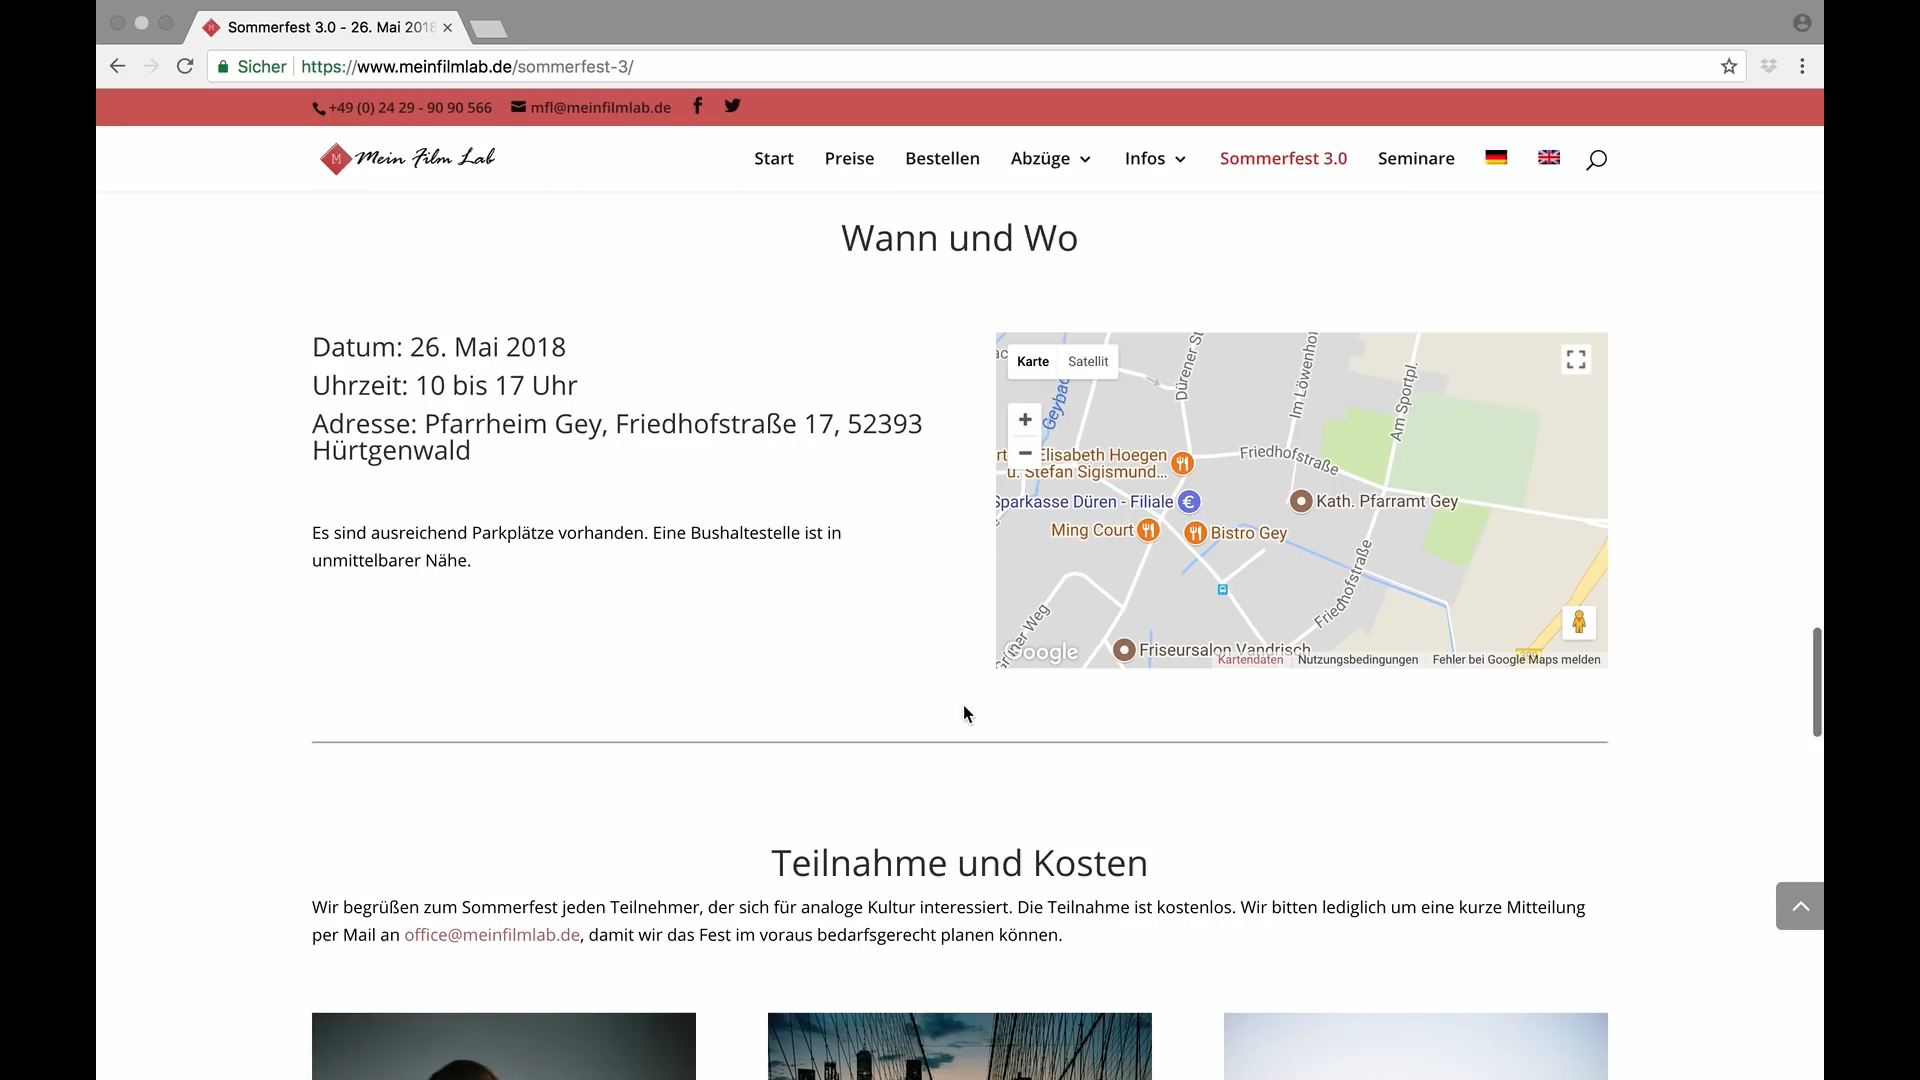 Sommerfest 3.0 - 26. Mai 2018
Sicher https://www.meinfilmlab.de/sommerfest-3/
+49 (0) 24 29 - 90 90 566 mfl@meinfilmlab.de
M Mein Film Lab
Start Preise Bestellen Abzüge Infos Sommerfest 3.0 Seminare
Wann und Wo
Datum: 26. Mai 2018
Uhrzeit: 10 bis 17 Uhr
Adresse: Pfarrheim Gey, Friedhofstraße 17, 52393
Hürtgenwald
Es sind ausreichend Parkplätze vorhanden. Eine Bushaltestelle ist in
unmittelbarer Nähe.
Karte Satellit
Geybac
Dürener St
Im Löwenhof
Am Sportpl.
Elisabeth Hoegen
u. Stefan Sigismund...
Friedhofstraße
Sparkasse Düren - Filiale €
Kath. Pfarramt Gey
Ming Court
Bistro Gey
Friedhofstraße
Weg
Google
Friseursalon Vandrisch
Kartendaten Nutzungsbedingungen Fehler bei Google Maps melden
Teilnahme und Kosten
Wir begrüßen zum Sommerfest jeden Teilnehmer, der sich für analoge Kultur interessiert. Die Teilnahme ist kostenlos. Wir bitten lediglich um eine kurze Mitteilung
per Mail an office@meinfilmlab.de, damit wir das Fest im voraus bedarfsgerecht planen können.